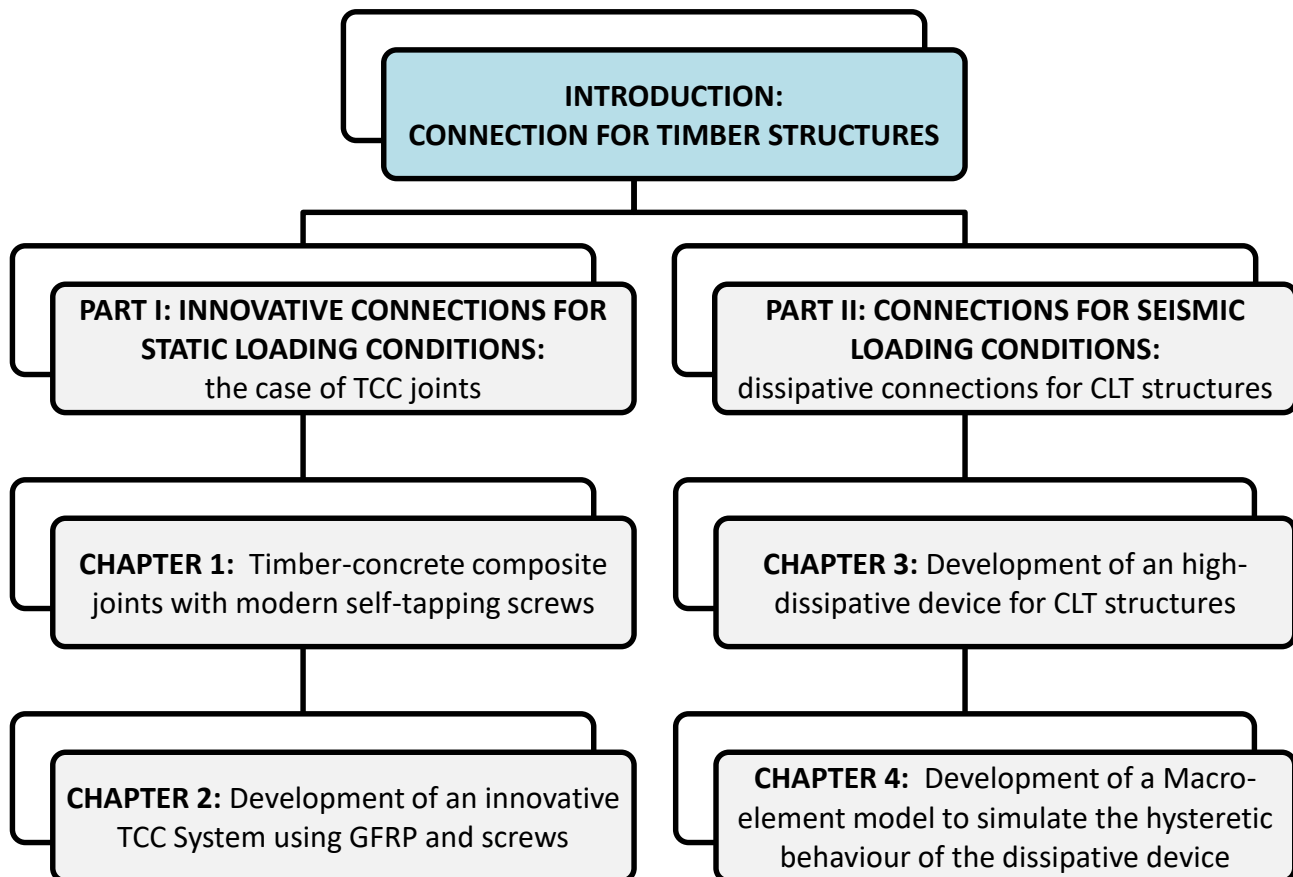 INTRODUCTION:
CONNECTION FOR TIMBER STRUCTURES
PART I: INNOVATIVE CONNECTIONS FOR
STATIC LOADING CONDITIONS:
the case of TCC joints
PART II: CONNECTIONS FOR SEISMIC
LOADING CONDITIONS:
dissipative connections for CLT structures
CHAPTER 1: Timber-concrete composite
joints with modern self-tapping screws
CHAPTER 3: Development of an high-
dissipative device for CLT structures
CHAPTER 2: Development of an innovative
TCC System using GFRP and screws
CHAPTER 4: Development of a Macro-
element model to simulate the hysteretic
behaviour of the dissipative device